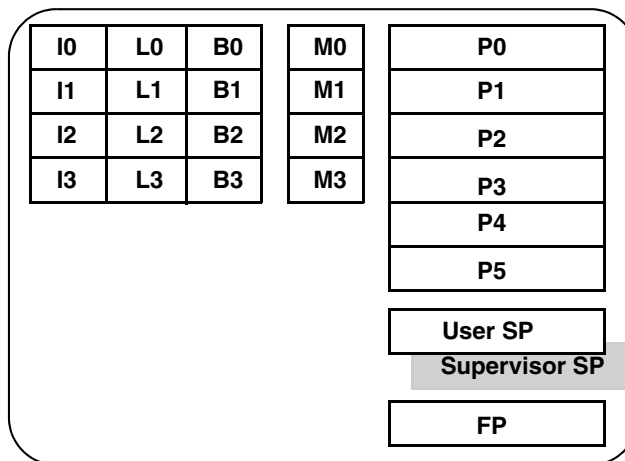 I0 L0 B0 M0 P0
I1 L1 B1 M1 P1
I2 L2 B2 M2 P2
I3 L3 B3 M3 P3
P4
P5
User SP
Supervisor SP
FP